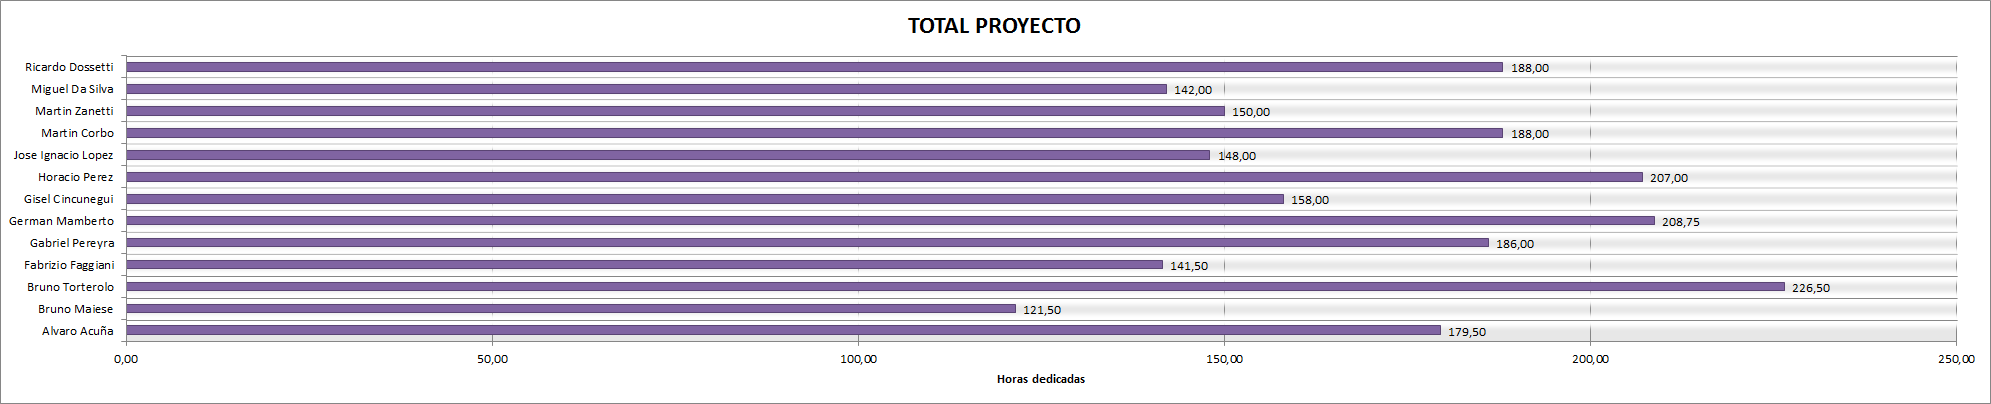 TOTAL PROYECTO
Ricardo Dossetti 188,00
Miguel Da Silva 142,00
Martin Zanetti 150,00
Martin Corbo 188,00
Jose Ignacio Lopez 148,00
Horacio Perez 207,00
Gisel Cincunegui 158,00
German Mamberto 208,75
Gabriel Pereyra 186,00
Fabrizio Faggiani 141,50
Bruno Torterolo 226,50
Bruno Maiese 121,50
Alvaro Acuña 179,50
0,00 50,00 100,00 150,00 200,00 250,00
Horas dedicadas